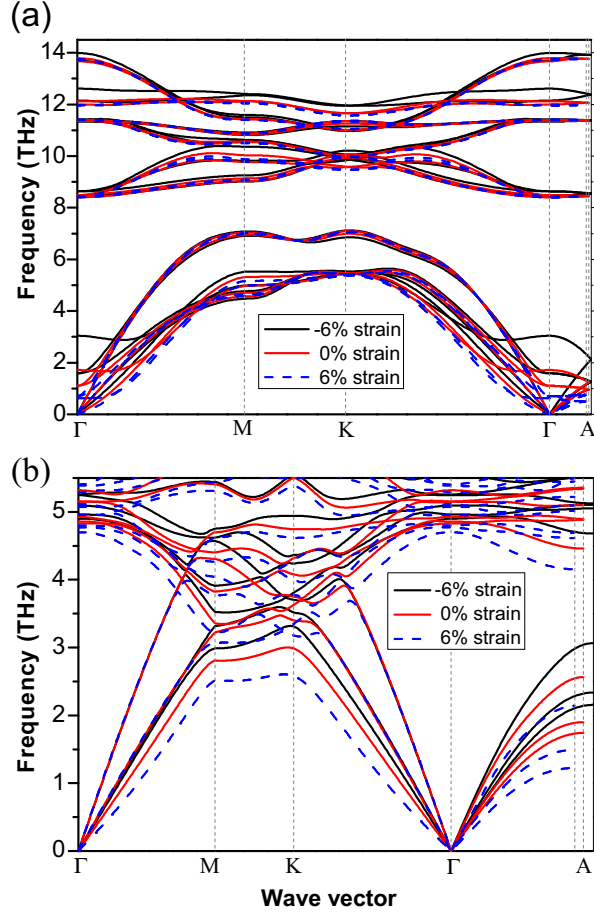 (a)
14
12
10
8
6
4
2
0
Frequency (THz)
-6% strain
0% strain
6% strain
Γ M K Γ A
(b)
5
4
3
2
1
0
Frequency (THz)
-6% strain
0% strain
6% strain
Γ M K Γ A
Wave vector